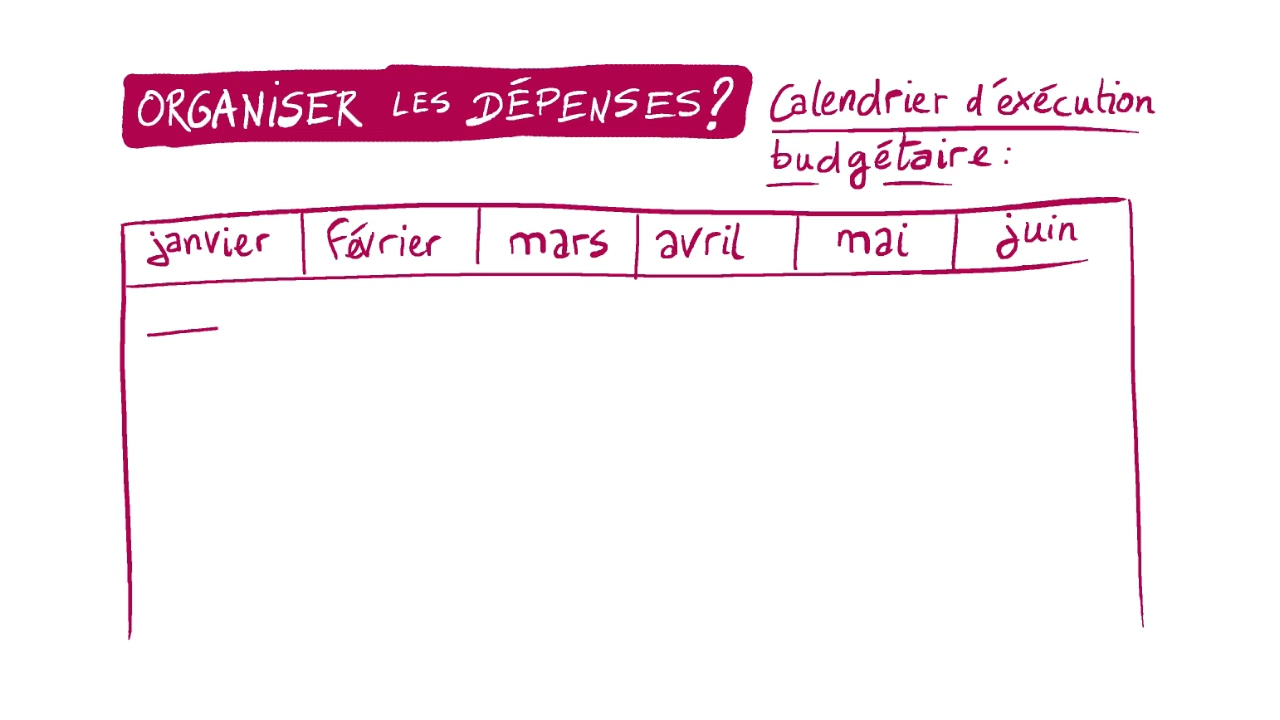 ORGANISER LES DÉPENSES?
Calendrier d'exécution
budgétaire:
janvier février mars avril mai juin